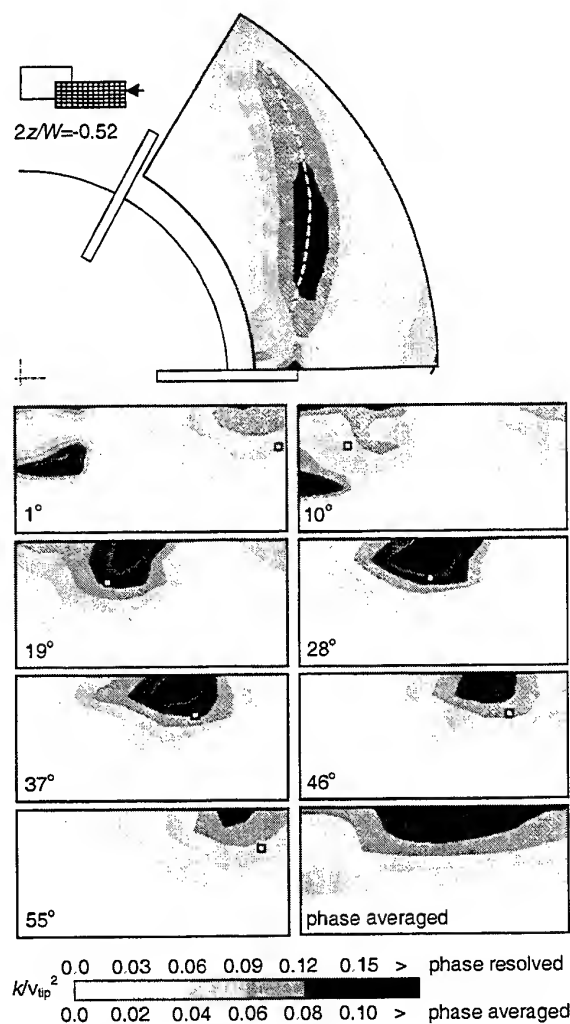 2z/W=-0.52
1°
10°
19°
28°
37°
46°
55°
phase averaged
0.0 0.03 0.06 0.09 0.12 0.15 > phase resolved
k/v_tip²
0.0 0.02 0.04 0.06 0.08 0.10 > phase averaged